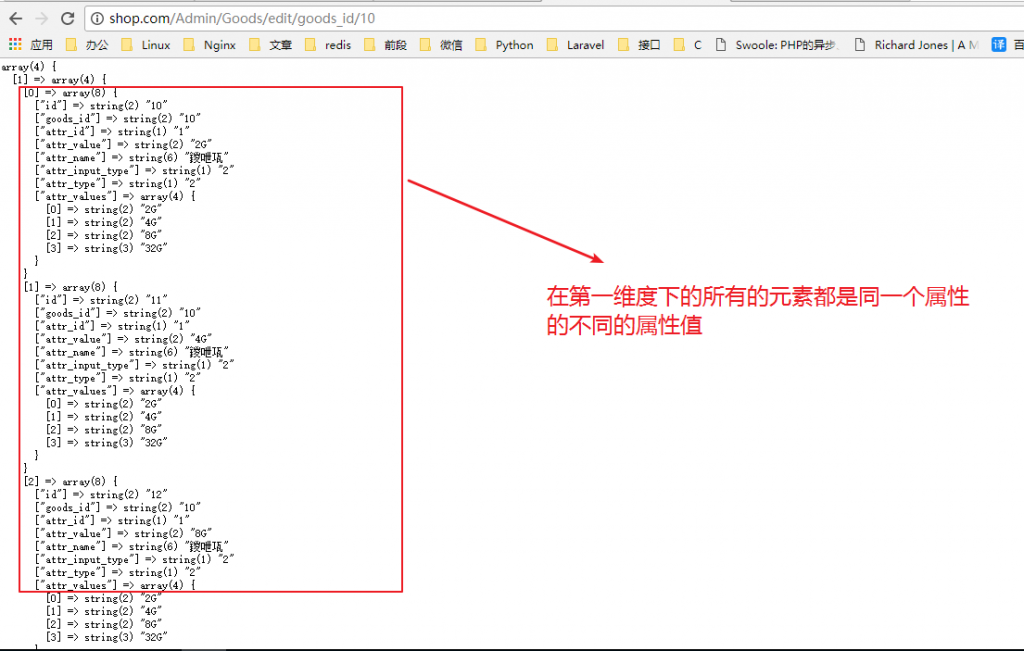 shop.com/Admin/Goods/edit/goods_id/10
应用 办公 Linux Nginx 文章 redis 前段 微信 Python Laravel 接口 C Swoole: PHP的异步 Richard Jones | A M 译 百
array(4) {
[1] => array(4) {
[0] => array(8) {
["id"] => string(2) "10"
["goods_id"] => string(2) "10"
["attr_id"] => string(1) "1"
["attr_value"] => string(2) "2G"
["attr_name"] => string(6)
["attr_input_type"] => string(1) "2"
["attr_type"] => string(1) "2"
["attr_values"] => array(4) {
[0] => string(2) "2G"
[1] => string(2) "4G"
[2] => string(2) "8G"
[3] => string(3) "32G"
}
}
[1] => array(8) {
["id"] => string(2) "11"
["goods_id"] => string(2) "10"
["attr_id"] => string(1) "1"
["attr_value"] => string(2) "4G"
["attr_name"] => string(6)
["attr_input_type"] => string(1) "2"
["attr_type"] => string(1) "2"
["attr_values"] => array(4) {
[0] => string(2) "2G"
[1] => string(2) "4G"
[2] => string(2) "8G"
[3] => string(3) "32G"
}
}
[2] => array(8) {
["id"] => string(2) "12"
["goods_id"] => string(2) "10"
["attr_id"] => string(1) "1"
["attr_value"] => string(2) "8G"
["attr_name"] => string(6)
["attr_input_type"] => string(1) "2"
["attr_type"] => string(1) "2"
["attr_values"] => array(4) {
[0] => string(2) "2G"
[1] => string(2) "4G"
[2] => string(2) "8G"
[3] => string(3) "32G"
在第一维度下的所有的元素都是同一个属性
的不同的属性值